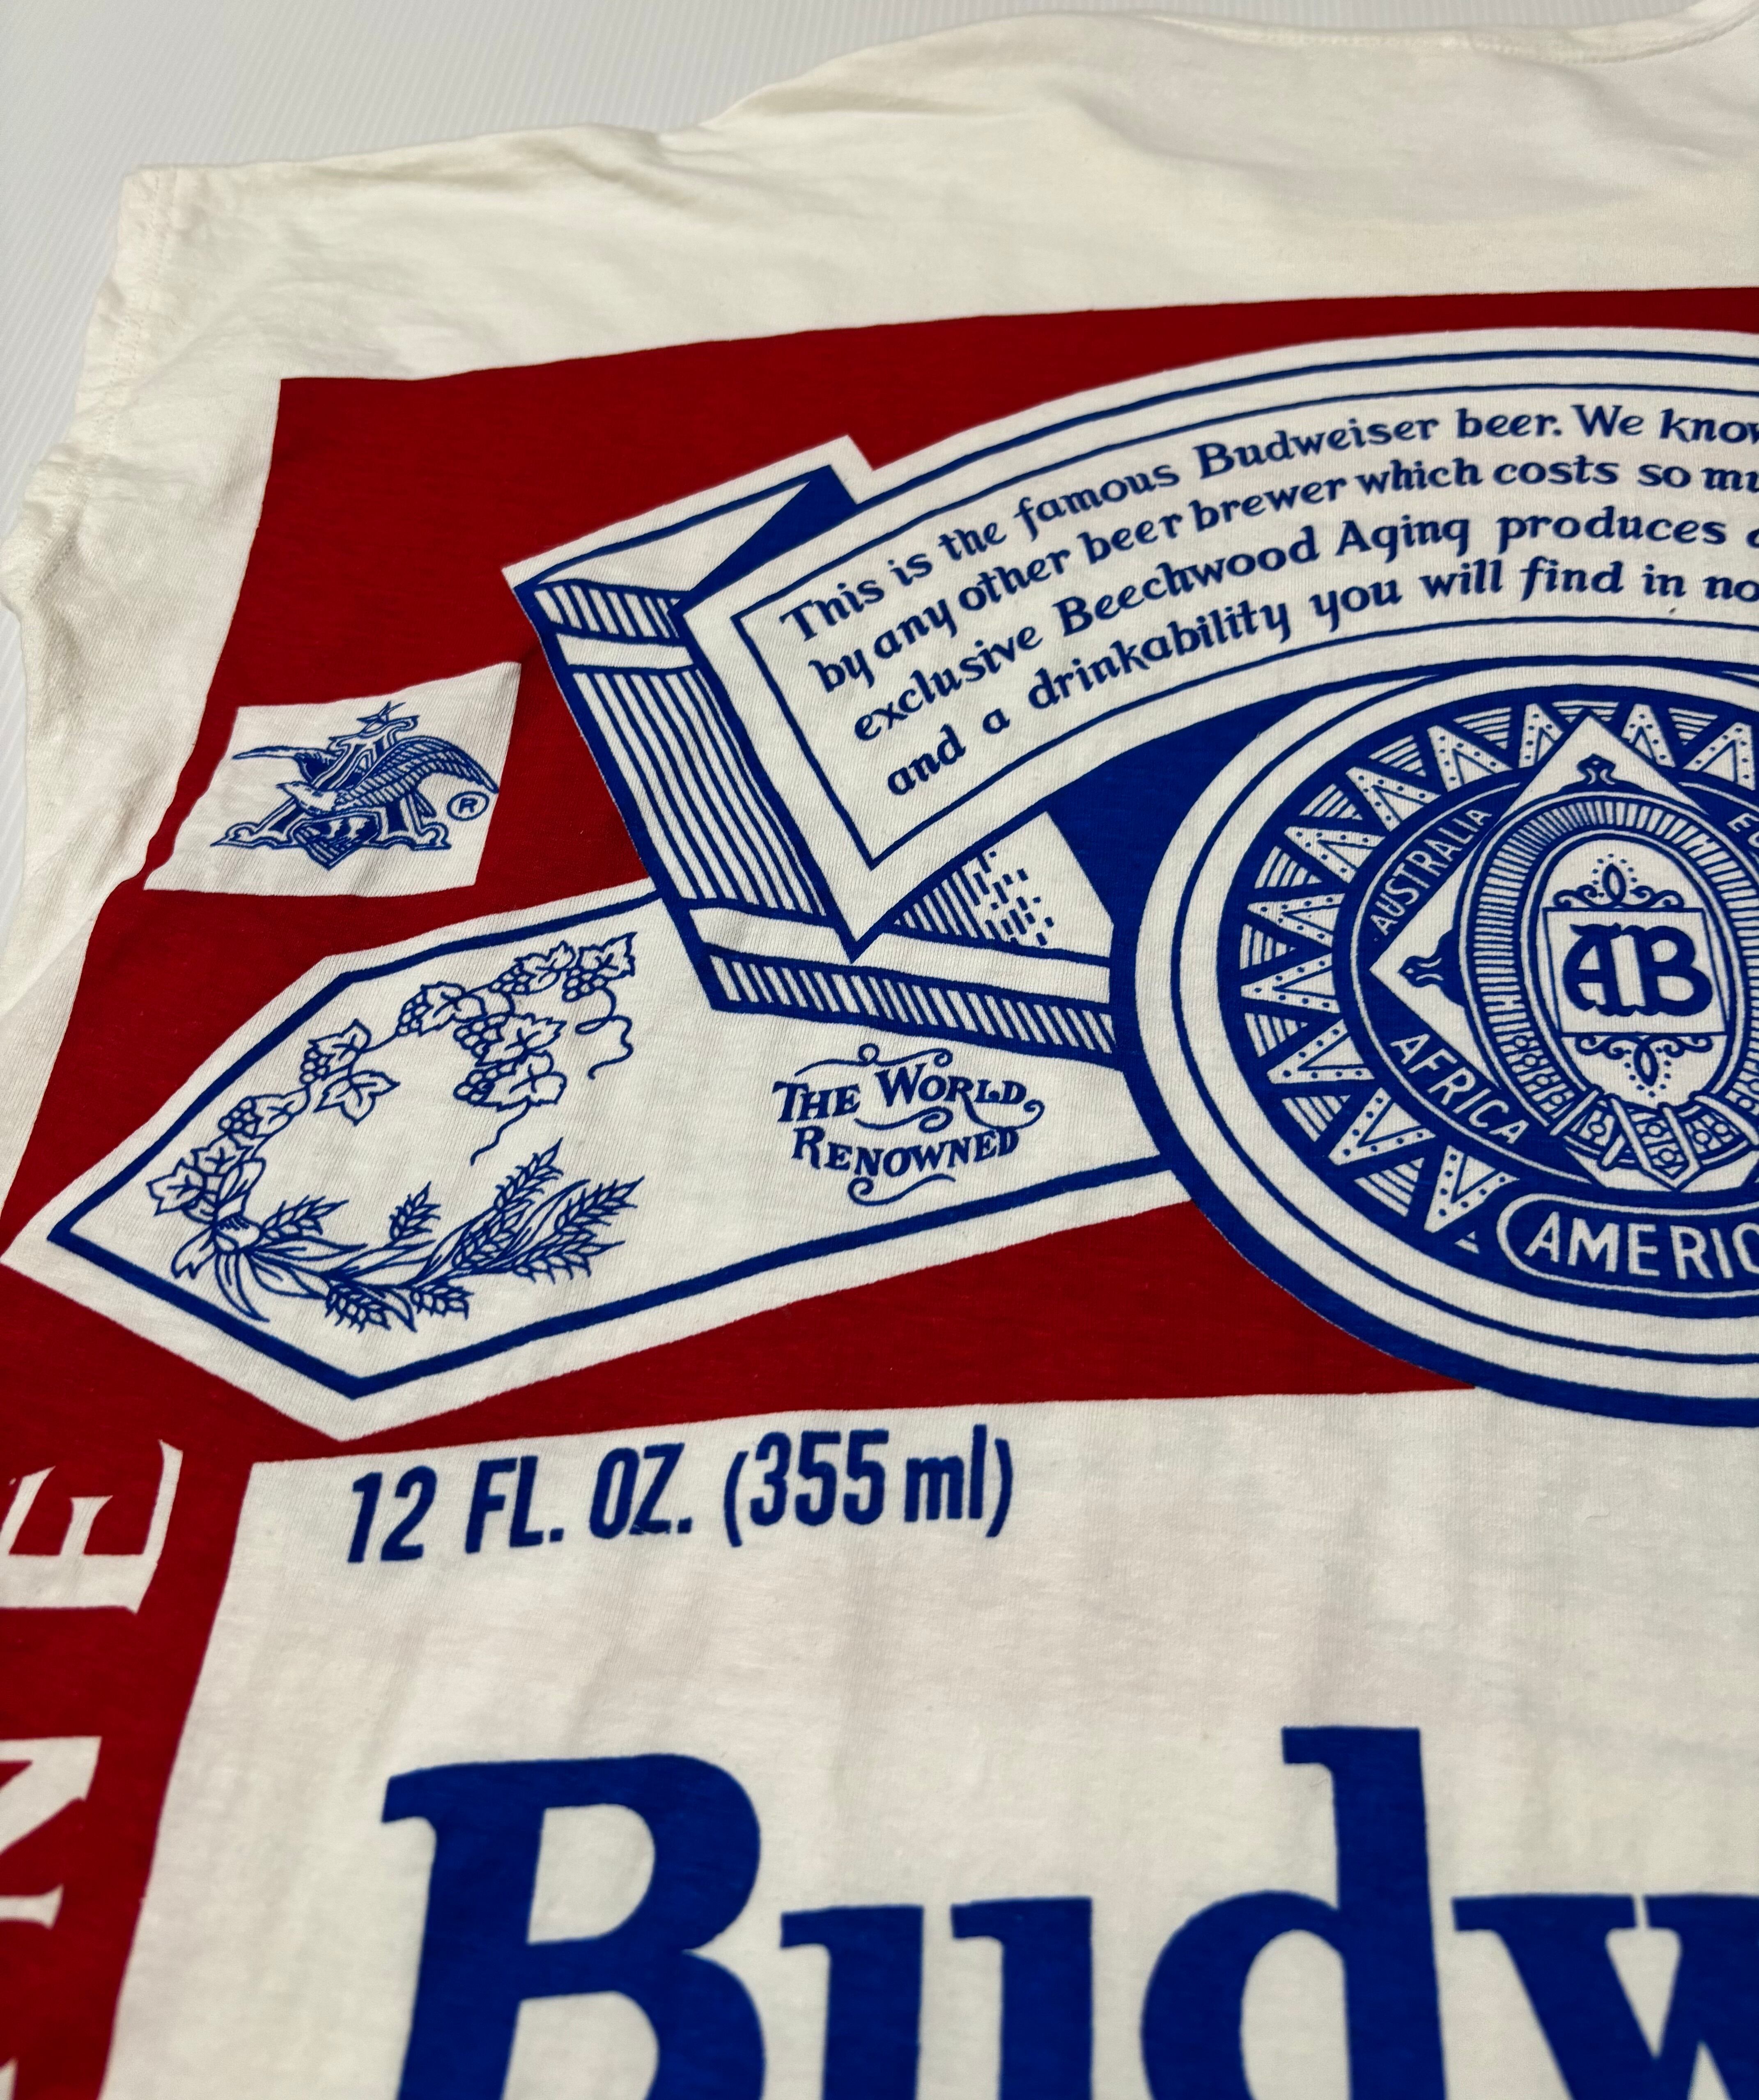 This is the famous Budweiser beer. We know
by any other beer brewer which costs so mu
exclusive Beechwood Aging produces a
and a drinkability you will find in no
®
AUSTRALIA
AB
AFRICA
THE WORLD
RENOWNED
AMERIC
12 FL. OZ. (355 ml)
Budw